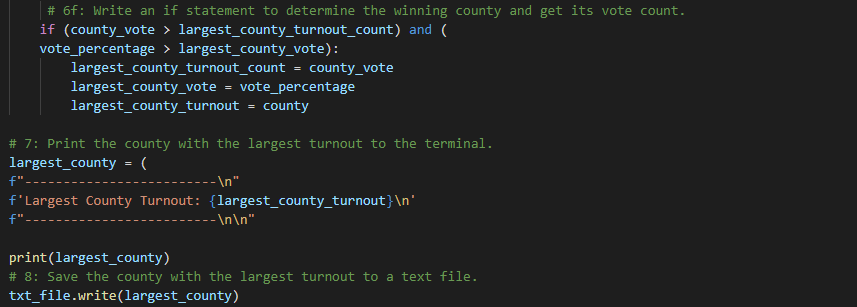 # 6f: Write an if statement to determine the winning county and get its vote count.
if (county_vote > largest_county_turnout_count) and (
vote_percentage > largest_county_vote):
largest_county_turnout_count = county_vote
largest_county_vote = vote_percentage
largest_county_turnout = county
# 7: Print the county with the largest turnout to the terminal.
largest_county = (
f"-------------------------\n"
f'Largest County Turnout: {largest_county_turnout}\n'
f"-------------------------\n\n"
print(largest_county)
# 8: Save the county with the largest turnout to a text file.
txt_file.write(largest_county)